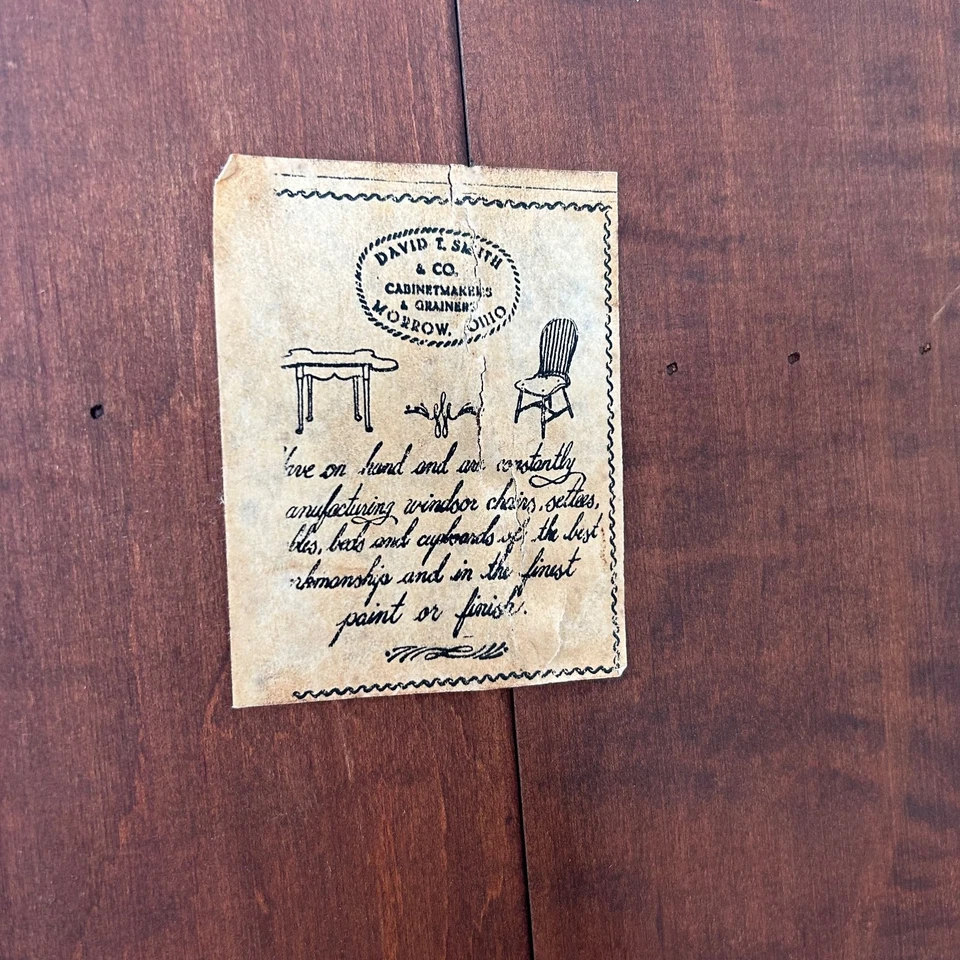 DAVID T. SMITH
& CO.
CABINETMAKERS
& GRAINERS
MORROW, OHIO
ave on hand and are constantly
anufacturing windsor chairs, settees,
bles, beds and cupboards of the best
rkmanship and in the finest
paint or finish.